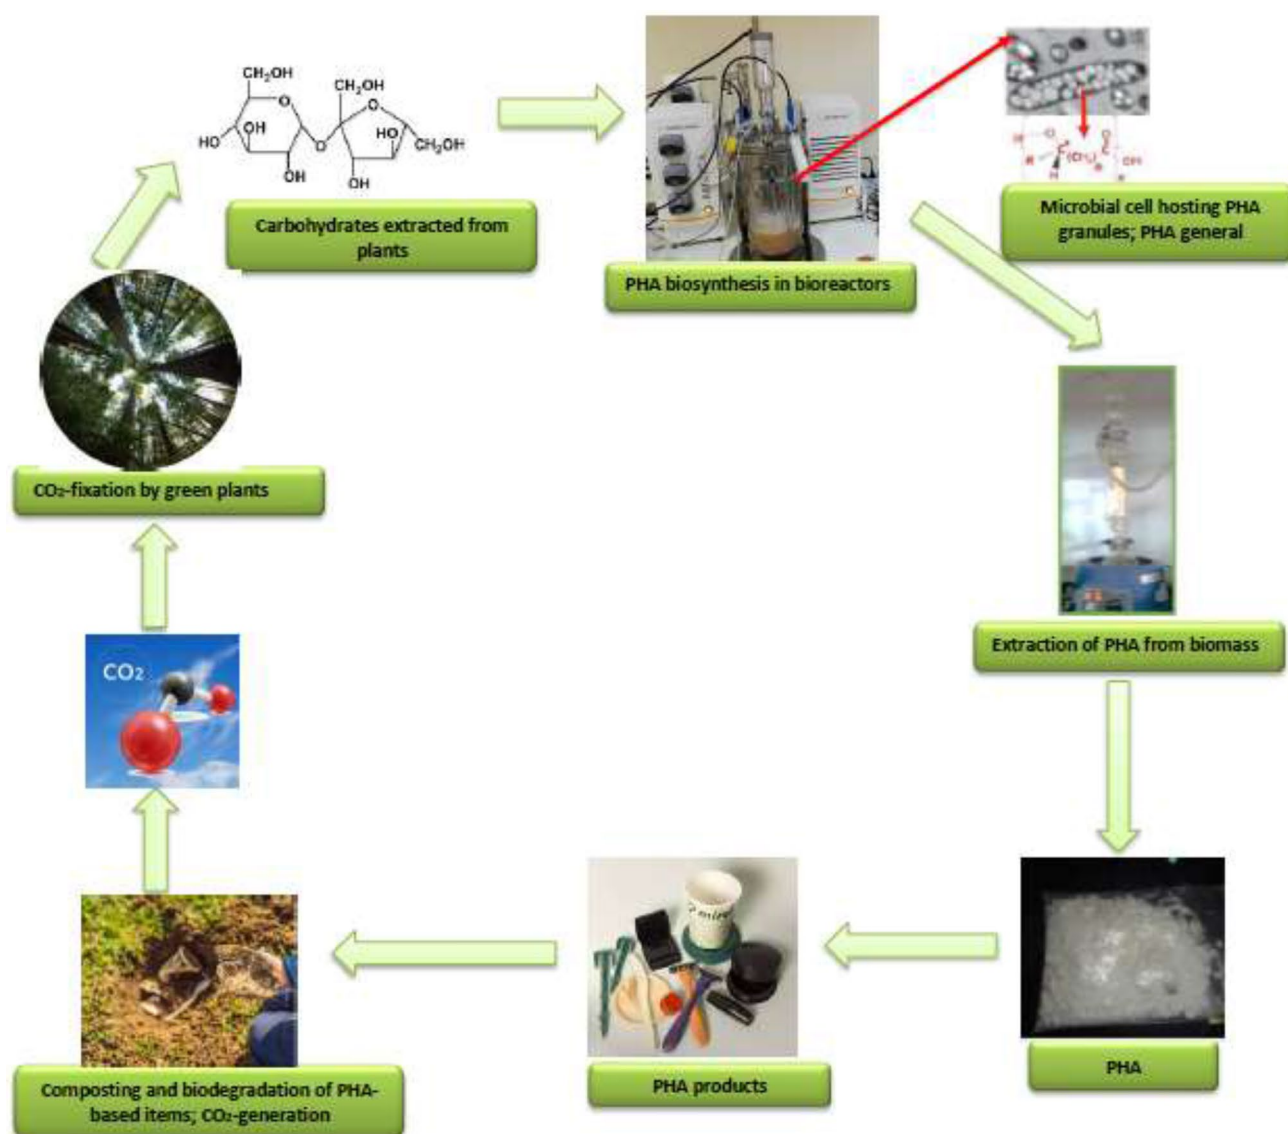 CH₂OH
O
CH₂OH
O
OH
HO
OH
O
HO
CH₂OH
OH
OH
Carbohydrates extracted from
plants
PHA biosynthesis in bioreactors
Microbial cell hosting PHA
granules; PHA general
CO₂-fixation by green plants
Extraction of PHA from biomass
CO₂
PHA
PHA products
Composting and biodegradation of PHA-
based items; CO₂-generation